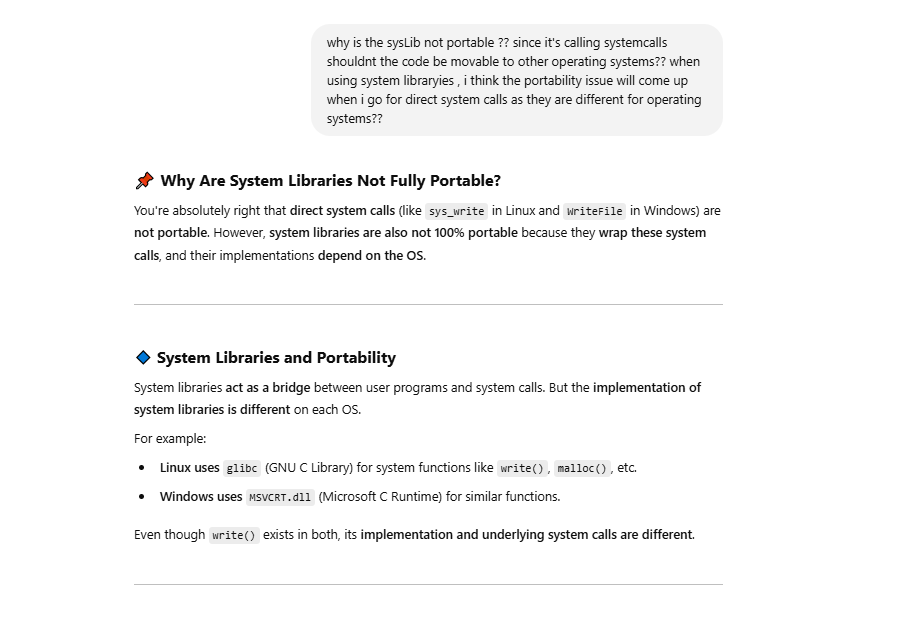 why is the sysLib not portable ?? since it's calling systemcalls
shouldnt the code be movable to other operating systems?? when
using system libraryies , i think the portability issue will come up
when i go for direct system calls as they are different for operating
systems??
📌 Why Are System Libraries Not Fully Portable?
You're absolutely right that direct system calls (like sys_write in Linux and WriteFile in Windows) are
not portable. However, system libraries are also not 100% portable because they wrap these system
calls, and their implementations depend on the OS.
🔷 System Libraries and Portability
System libraries act as a bridge between user programs and system calls. But the implementation of
system libraries is different on each OS.
For example:
• Linux uses glibc (GNU C Library) for system functions like write(), malloc(), etc.
• Windows uses MSVCRT.dll (Microsoft C Runtime) for similar functions.
Even though write() exists in both, its implementation and underlying system calls are different.